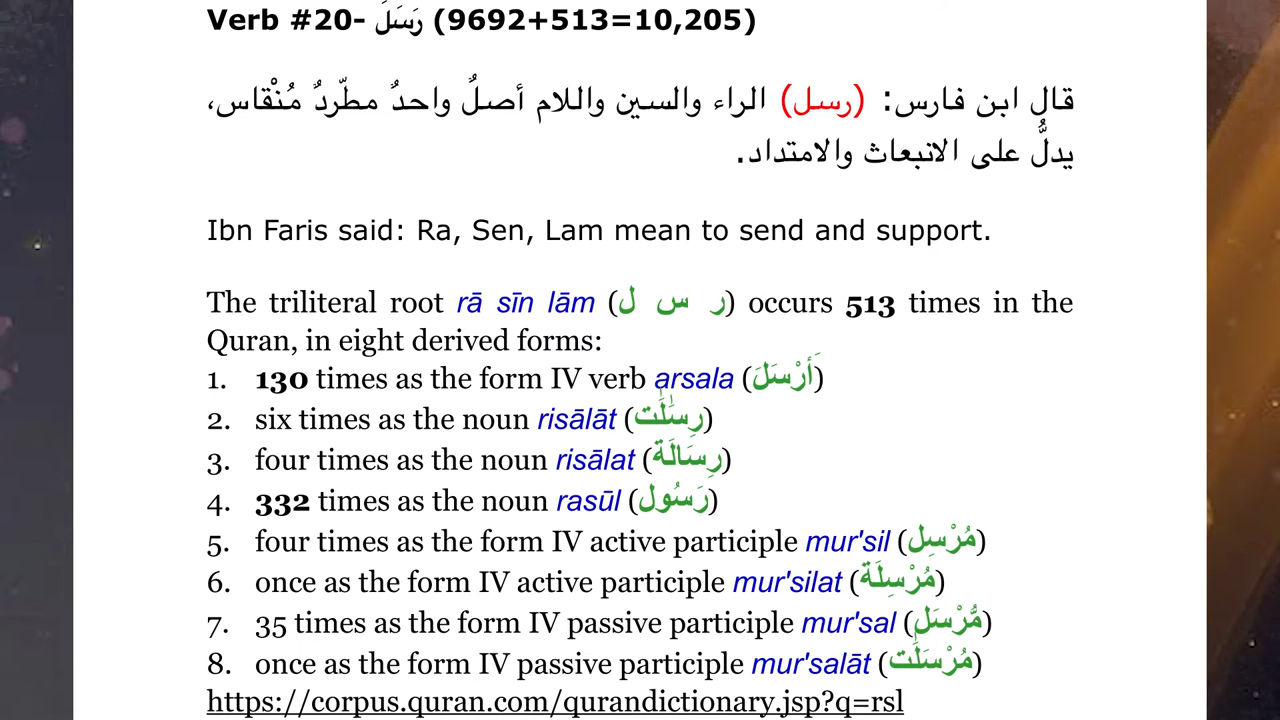 Verb #20- رَسَلَ (9692+513=10,205)
قال ابن فارس: (رسل) الراء والسين واللام أصلٌ واحدٌ مطّردٌ مُنْقاس،
يدلُّ على الانبعاث والامتداد.
Ibn Faris said: Ra, Sen, Lam mean to send and support.
The triliteral root rā sīn lām (ر س ل) occurs 513 times in the
Quran, in eight derived forms:
1. 130 times as the form IV verb arsala (أَرْسَلَ)
2. six times as the noun risālāt (رِسَٰلَٰت)
3. four times as the noun risālat (رِسَالَة)
4. 332 times as the noun rasūl (رَسُول)
5. four times as the form IV active participle mur'sil (مُرْسِل)
6. once as the form IV active participle mur'silat (مُرْسِلَة)
7. 35 times as the form IV passive participle mur'sal (مُّرْسَل)
8. once as the form IV passive participle mur'salāt (مُرْسَلَٰت)
https://corpus.quran.com/qurandictionary.jsp?q=rsl